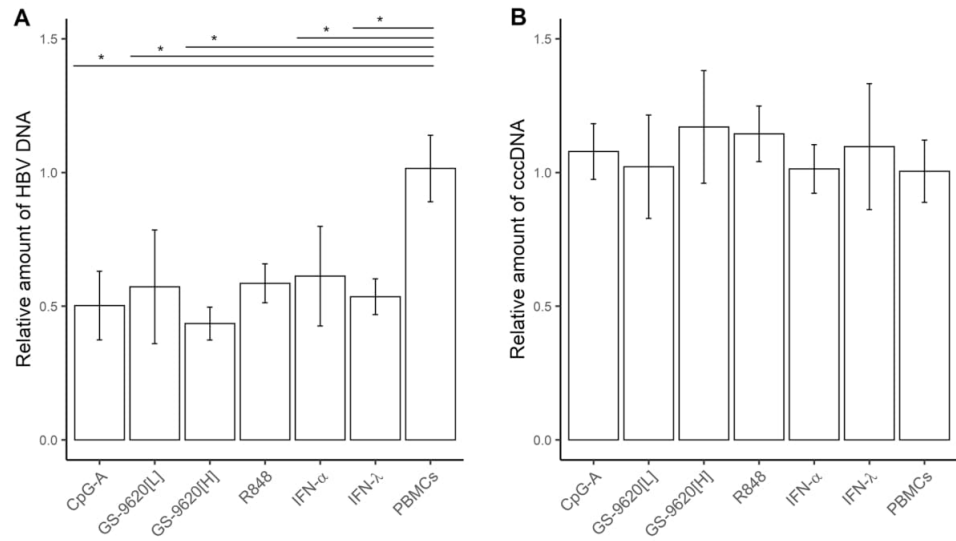 A
Relative amount of HBV DNA
1.5
1.0
0.5
0.0
*
*
*
*
*
CpG-A
GS-9620[L]
GS-9620[H]
R848
IFN-α
IFN-λ
PBMCs
B
Relative amount of cccDNA
1.5
1.0
0.5
0.0
CpG-A
GS-9620[L]
GS-9620[H]
R848
IFN-α
IFN-λ
PBMCs